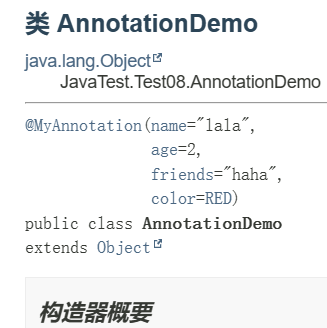 类 AnnotationDemo
java.lang.Object
JavaTest.Test08.AnnotationDemo
@MyAnnotation(name="lala",
age=2,
friends="haha",
color=RED)
public class AnnotationDemo
extends Object
构造器概要